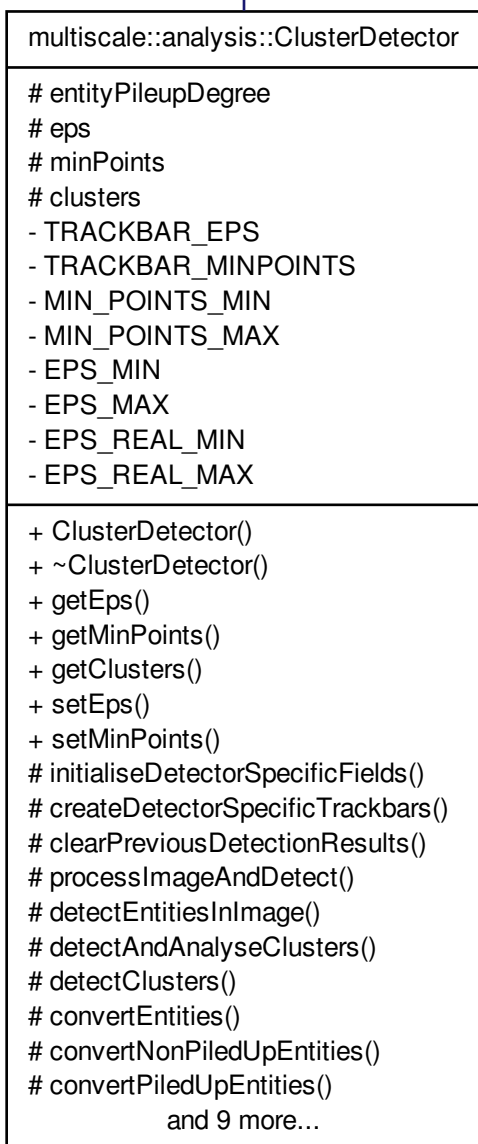 multiscale::analysis::ClusterDetector
# entityPileupDegree
# eps
# minPoints
# clusters
- TRACKBAR_EPS
- TRACKBAR_MINPOINTS
- MIN_POINTS_MIN
- MIN_POINTS_MAX
- EPS_MIN
- EPS_MAX
- EPS_REAL_MIN
- EPS_REAL_MAX
+ ClusterDetector()
+ ~ClusterDetector()
+ getEps()
+ getMinPoints()
+ getClusters()
+ setEps()
+ setMinPoints()
# initialiseDetectorSpecificFields()
# createDetectorSpecificTrackbars()
# clearPreviousDetectionResults()
# processImageAndDetect()
# detectEntitiesInImage()
# detectAndAnalyseClusters()
# detectClusters()
# convertEntities()
# convertNonPiledUpEntities()
# convertPiledUpEntities()
and 9 more...